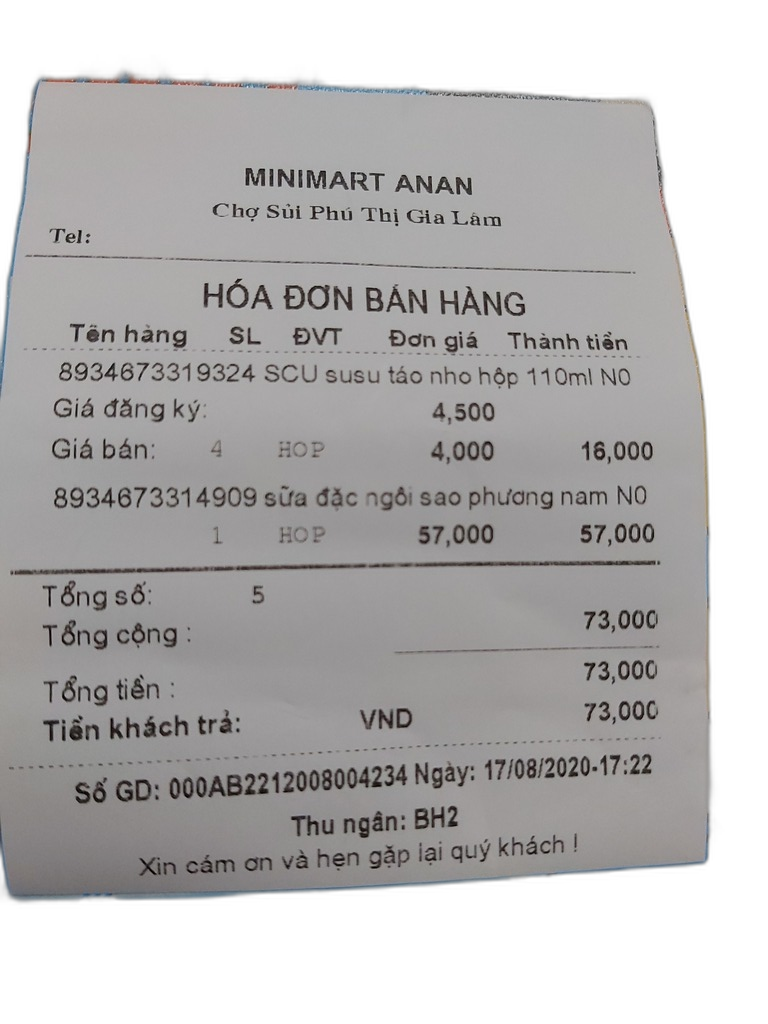 MINIMART ANAN
Chợ Sủi Phú Thị Gia Lâm
Tel:
HÓA ĐƠN BÁN HÀNG
Tên hàng SL ĐVT Đơn giá Thành tiền
8934673319324 SCU susu táo nho hộp 110ml N0
Giá đăng ký: 4,500
Giá bán: 4 HOP 4,000 16,000
8934673314909 sữa đặc ngôi sao phương nam N0
1 HOP 57,000 57,000
Tổng số: 5
Tổng cộng : 73,000
Tổng tiền : 73,000
Tiền khách trả: VND 73,000
Số GD: 000AB2212008004234 Ngày: 17/08/2020-17:22
Thu ngân: BH2
Xin cám ơn và hẹn gặp lại quý khách !